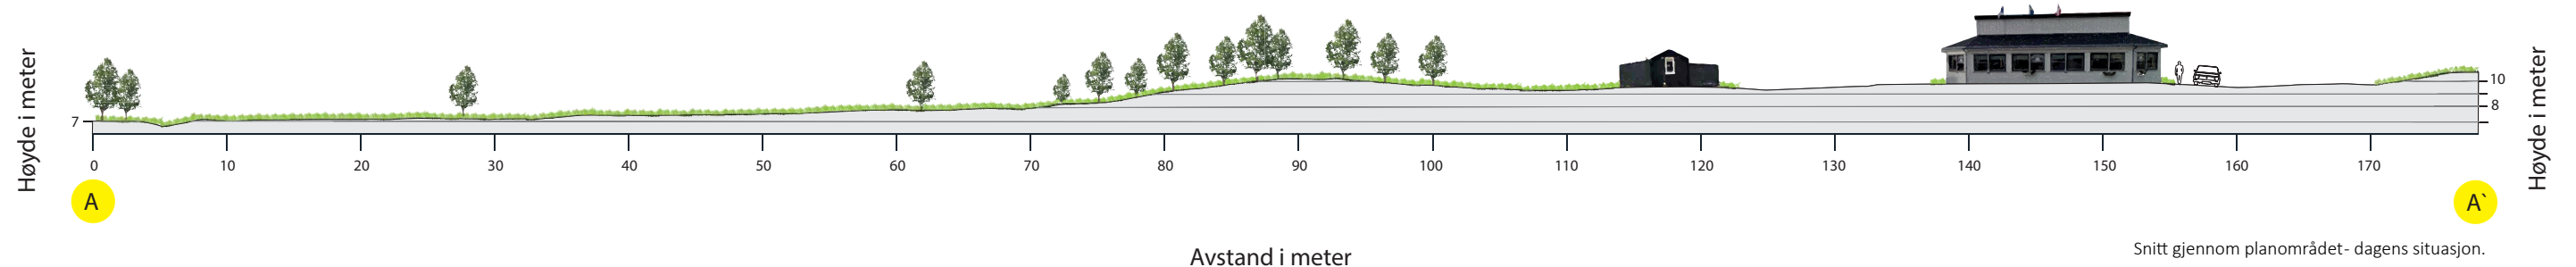 Høyde i meter
Høyde i meter
10
8
7
0 10 20 30 40 50 60 70 80 90 100 110 120 130 140 150 160 170
A A`
Snitt gjennom planområdet- dagens situasjon.
Avstand i meter